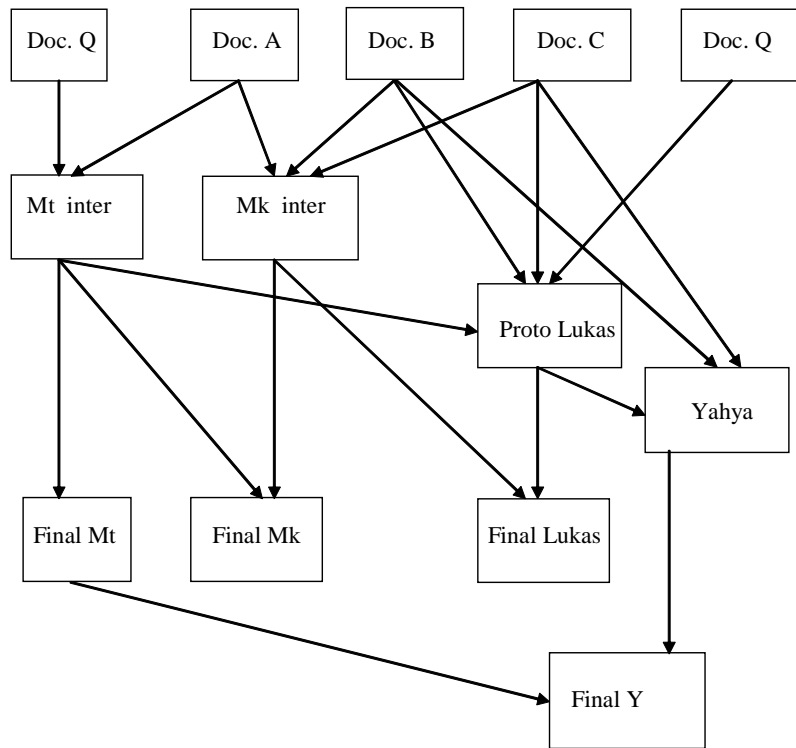 Doc. Q
Doc. A
Doc. B
Doc. C
Doc. Q
Mt inter
Mk inter
Proto Lukas
Yahya
Final Mt
Final Mk
Final Lukas
Final Y